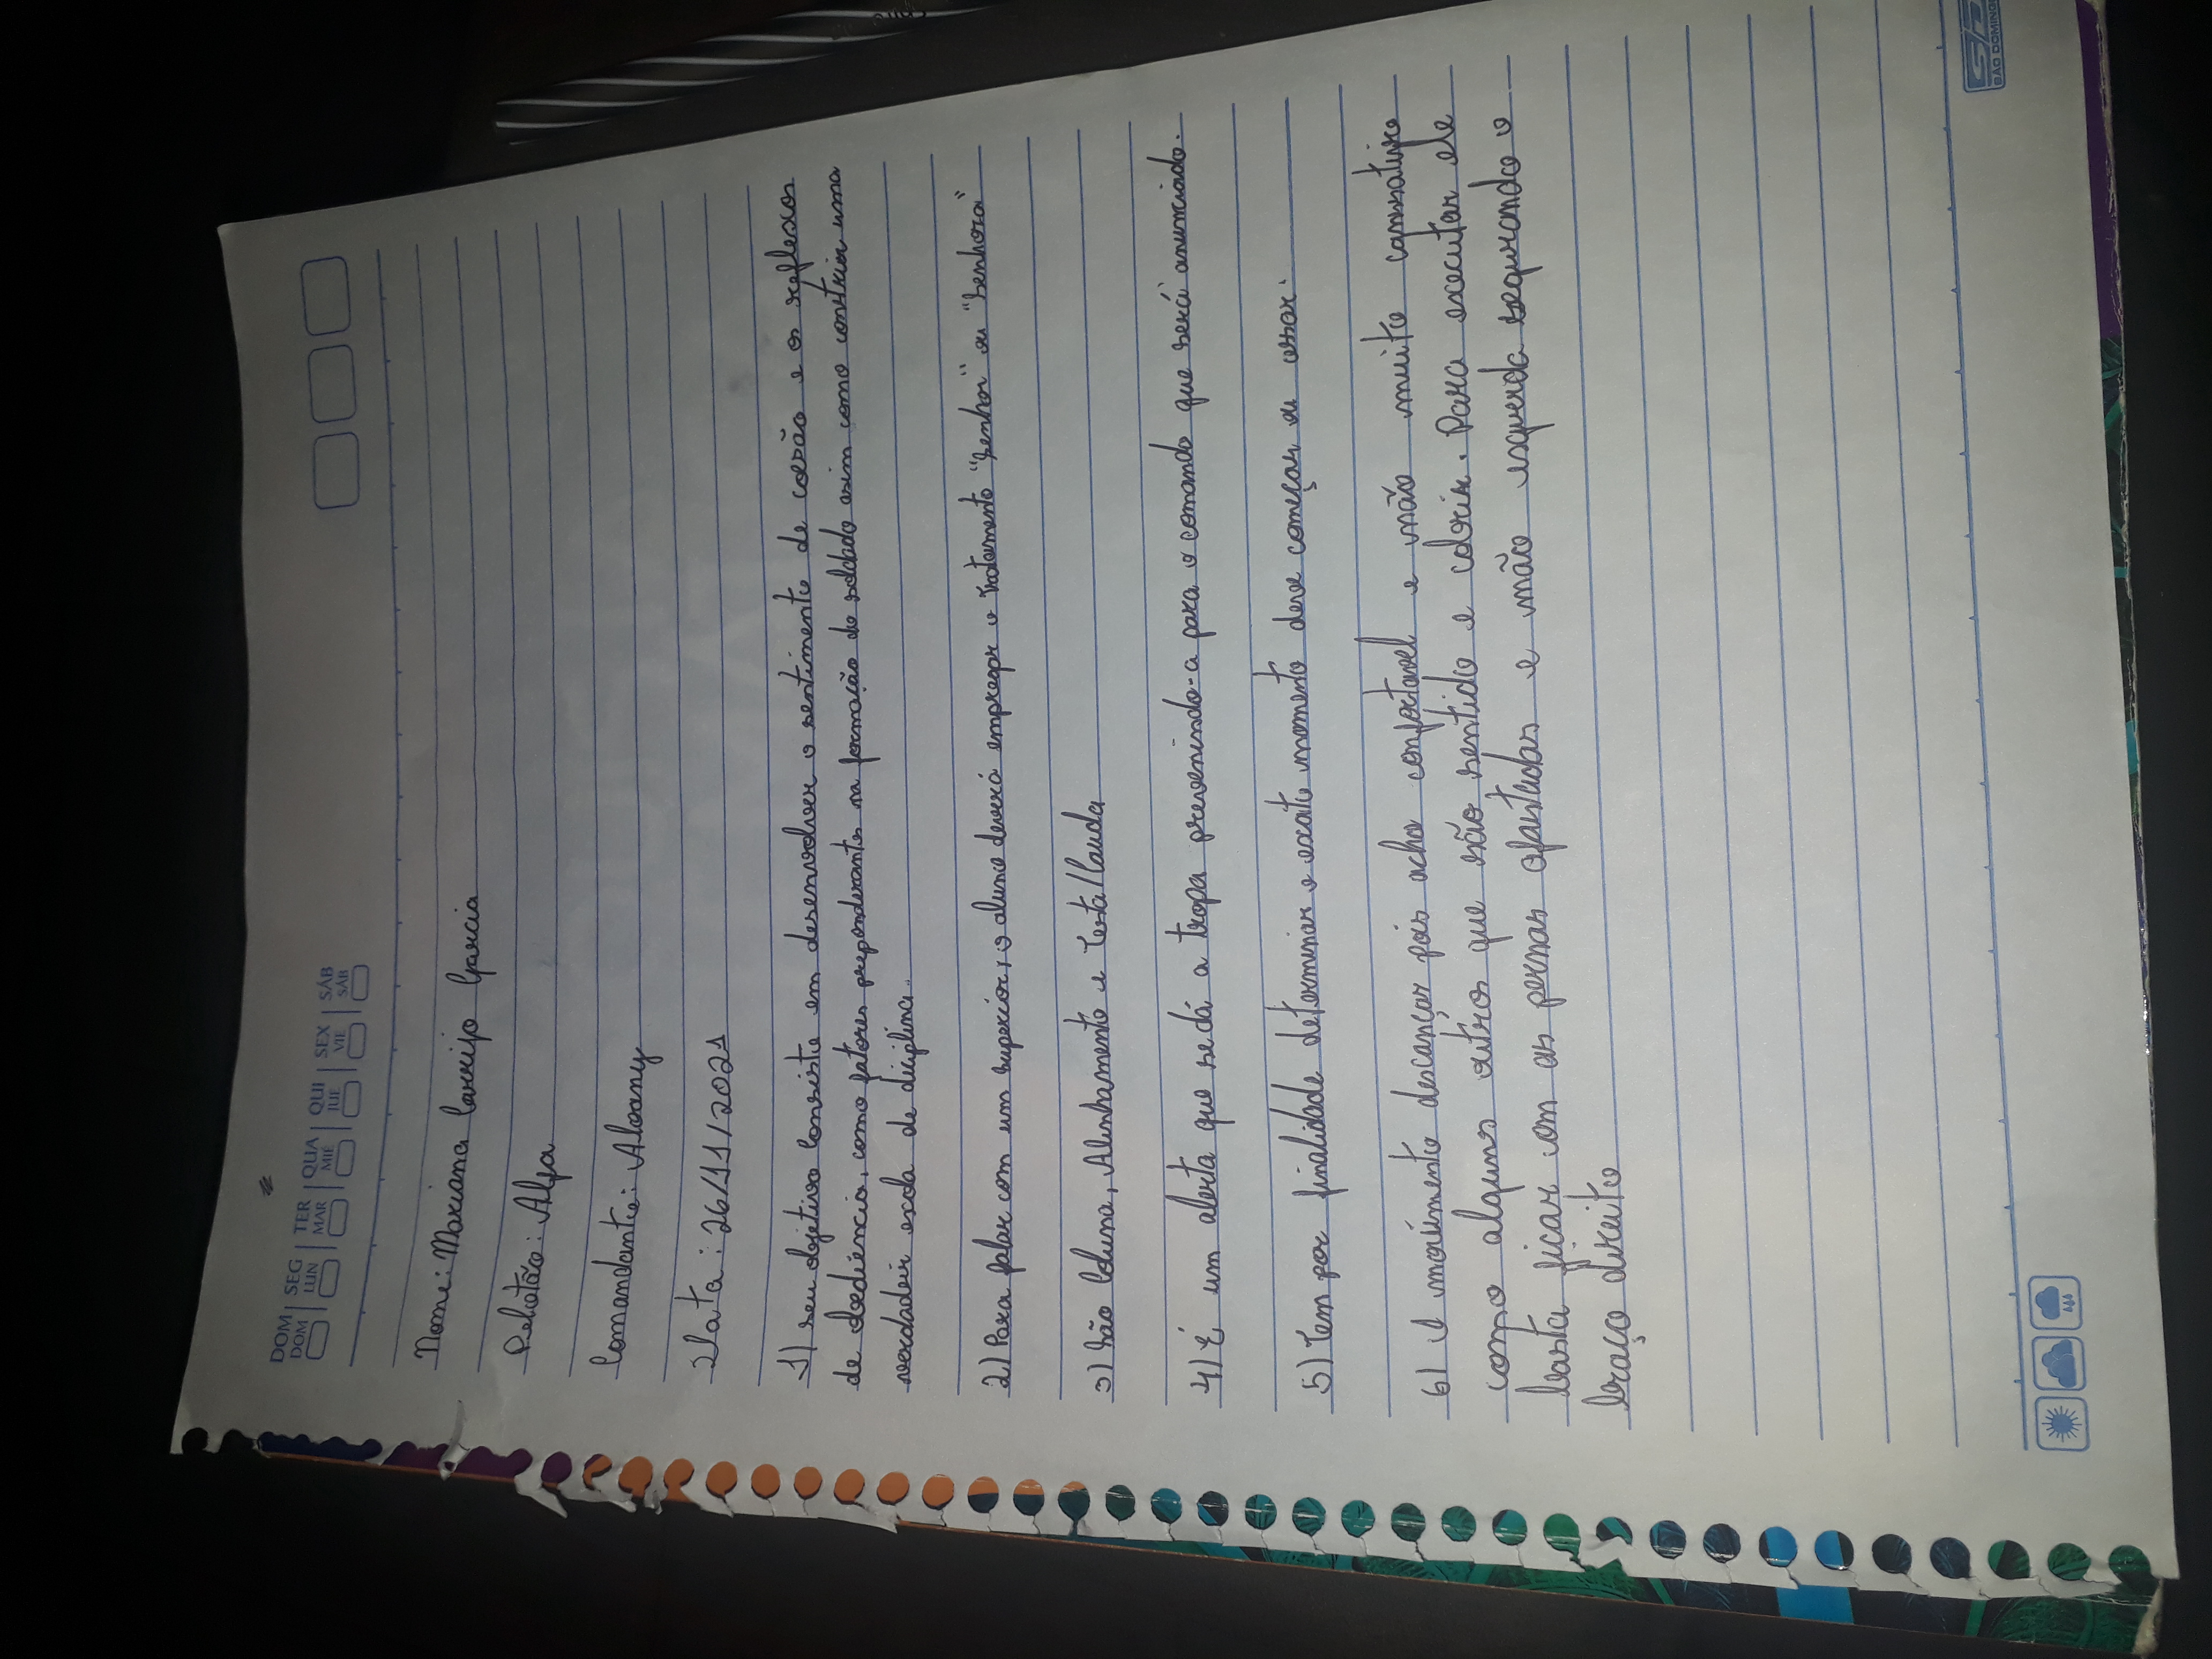 DOM SEG TER QUA QUI SEX SÁB
DOM LUN MAR MIÉ JUE VIE SÁB
Nome: Mariana Carrijo Garcia
Pelotão: Alfa
Comandante: Aloany
Data: 26/11/2021
1) seu objetivo consiste em desenvolver o sentimento de coesão e os reflexos
de obediência, como fatores preponderantes na formação do soldado asim como constrior uma
verdadeir escola de diciplina.
2) Para falar com um superior, o aluno deverá empregar o tratamento "Senhor" ou "Senhora"
3) São Coluna, Alinhamento e Testa/Cauda
4) É um alerta que se dá a tropa prevenindo-a para o comando que será anunciado.
5) Tem por finalidade determinar o exato momento deve começar ou cessar.
6) O movimento descançar pois acho confortavel e não muito canssativo
como alguns outros que são sentido e cobrir. Para executar ele
basta ficar com as pernas afastadas e mão esquerda segurando o
braço direito
SD
SÃO DOMINGO